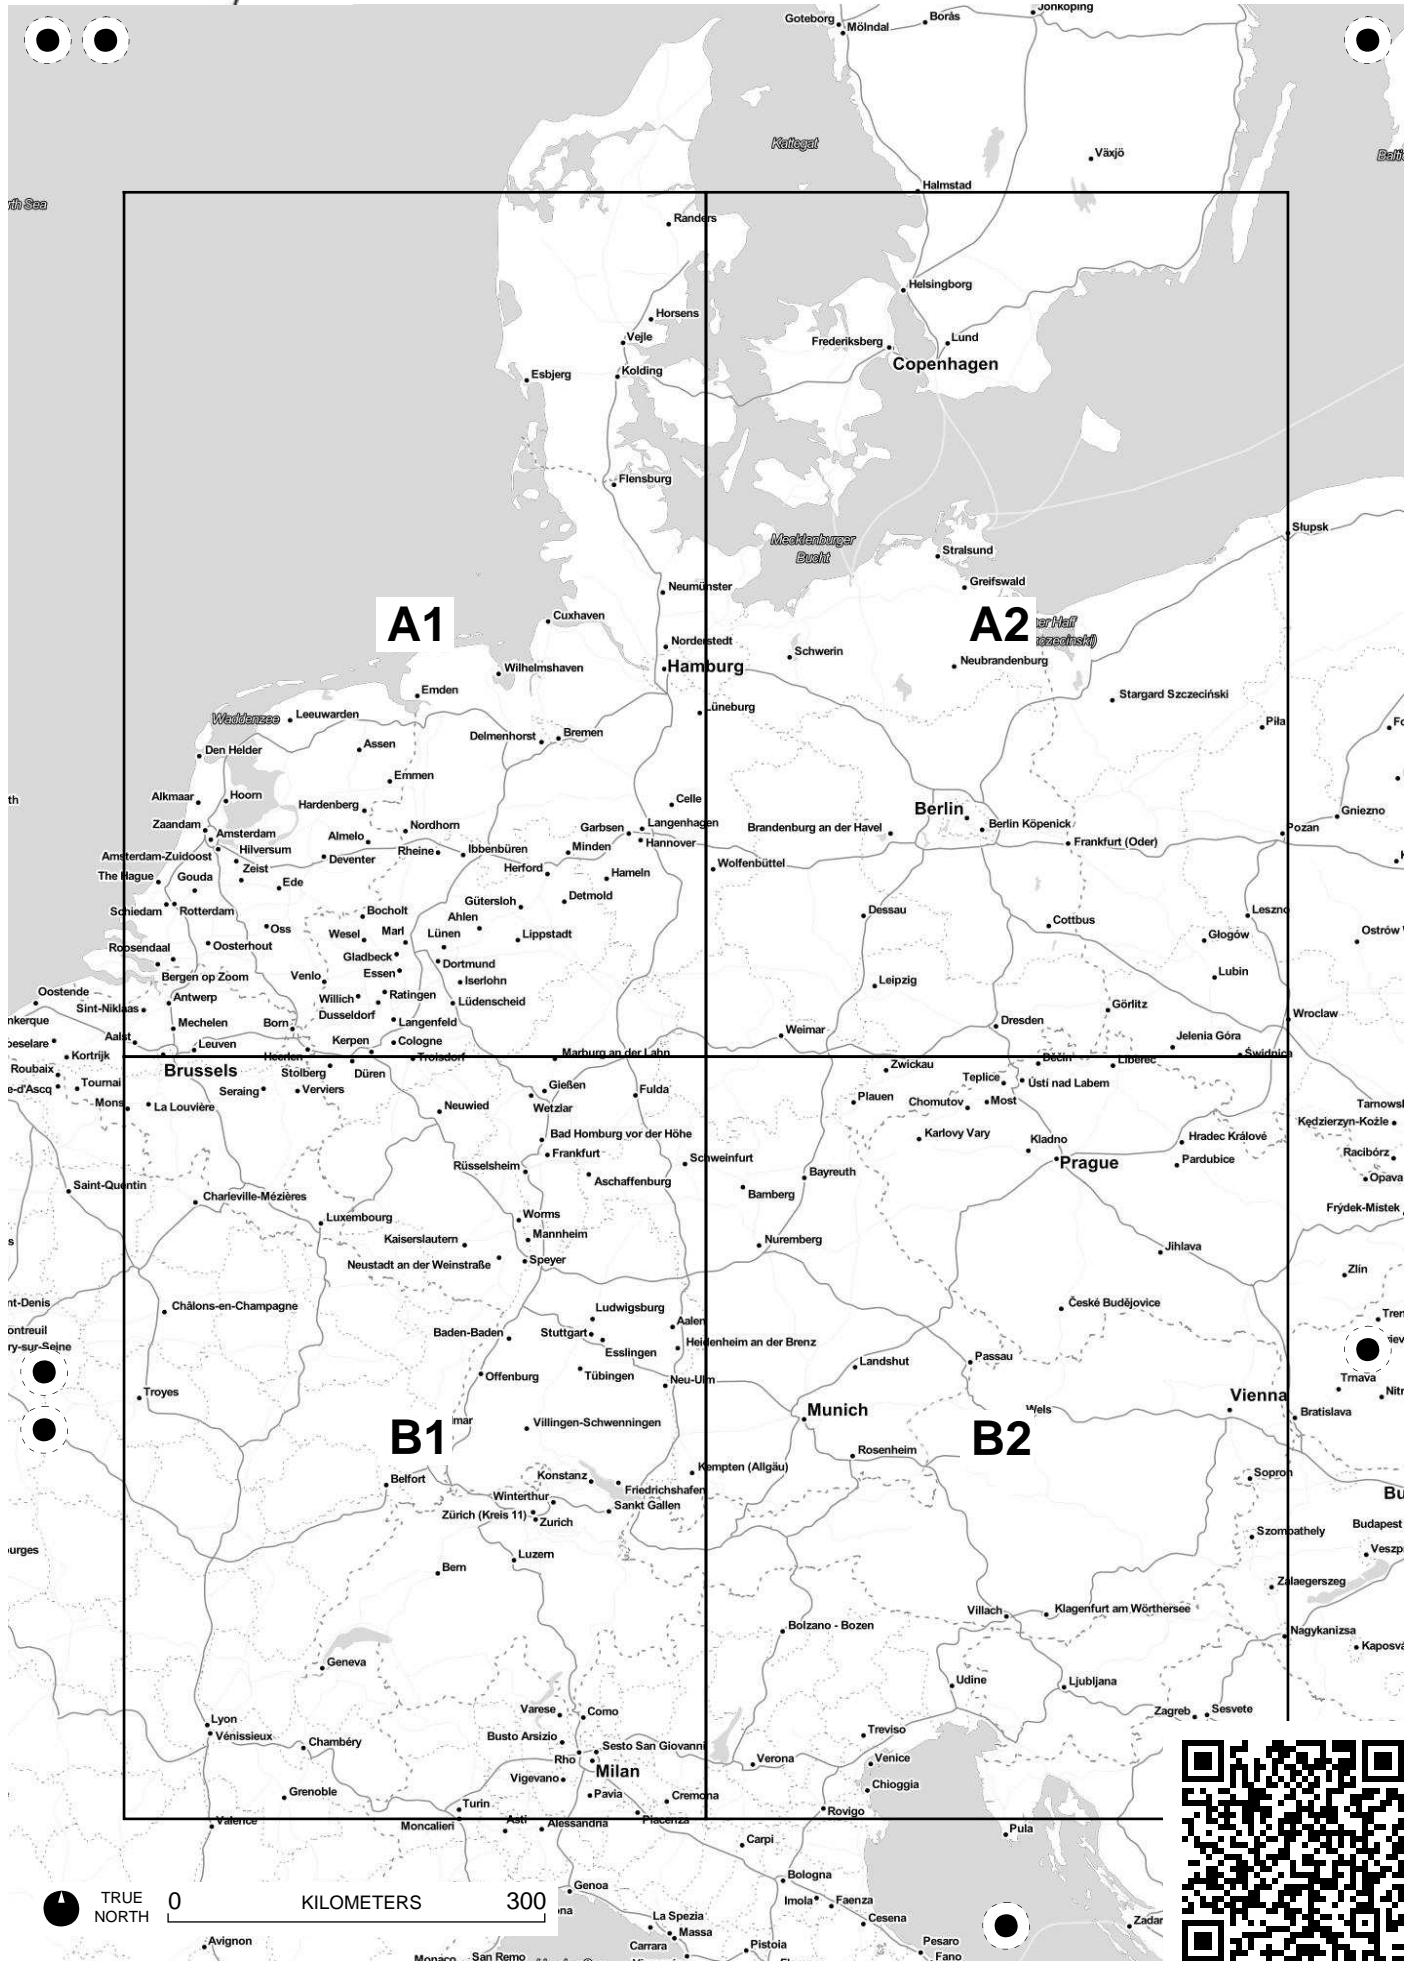 Goteborg
Mölndal
Borås
Jonkoping
Kattegat
Växjö
Halmstad
Randers
Helsingborg
Horsens
Vejle
Frederiksberg
Lund
Copenhagen
Esbjerg
Kolding
Flensburg
Słupsk
Mecklenburger
Bucht
Stralsund
Greifswald
Neumünster
A1
A2
Cuxhaven
Norderstedt
Schwerin
Hamburg
Neubrandenburg
Wilhelmshaven
Emden
Stargard Szczeciński
Lüneburg
Waddenzee
Leeuwarden
Piła
Delmenhorst
Bremen
Den Helder
Assen
Emmen
Alkmaar
Hoorn
Hardenberg
Celle
Berlin
Gniezno
Zaandam
Amsterdam
Almelo
Nordhorn
Garbsen
Langenhagen
Brandenburg an der Havel
Berlin Köpenick
Pozan
Amsterdam-Zuidoost
Hilversum
Deventer
Rheine
Ibbenbüren
Minden
Hannover
Frankfurt (Oder)
Zeist
Herford
Hameln
Wolfenbüttel
The Hague
Gouda
Ede
Gütersloh
Detmold
Schiedam
Rotterdam
Bocholt
Ahlen
Dessau
Leszno
Oss
Wesel
Marl
Lünen
Lippstadt
Cottbus
Głogów
Ostrów
Roosendaal
Oosterhout
Gladbeck
Dortmund
Bergen op Zoom
Venlo
Essen
Iserlohn
Leipzig
Lubin
Oostende
Antwerp
Willich
Ratingen
Lüdenscheid
Görlitz
Sint-Niklaas
Dusseldorf
Mechelen
Born
Langenfeld
Weimar
Dresden
Wroclaw
Aalst
Leuven
Kerpen
Cologne
Jelenia Góra
Kortrijk
Heerlen
Troisdorf
Marburg an der Lahn
Zwickau
Děčín
Liberec
Świdnica
Roubaix
Brussels
Stolberg
Düren
Teplice
Ústí nad Labem
Tournai
Seraing
Verviers
Gießen
Fulda
Plauen
Chomutov
Most
Mons
La Louvière
Neuwied
Wetzlar
Kędzierzyn-Koźle
Bad Homburg vor der Höhe
Karlovy Vary
Kladno
Hradec Králové
Frankfurt
Schweinfurt
Prague
Pardubice
Racibórz
Rüsselsheim
Aschaffenburg
Bayreuth
Opava
Saint-Quentin
Charleville-Mézières
Bamberg
Frýdek-Místek
Luxembourg
Worms
Kaiserslautern
Mannheim
Nuremberg
Jihlava
Neustadt an der Weinstraße
Speyer
Zlín
Châlons-en-Champagne
Ludwigsburg
České Budějovice
Baden-Baden
Stuttgart
Aalen
Esslingen
Heidenheim an der Brenz
Offenburg
Tübingen
Neu-Ulm
Landshut
Passau
Trnava
Troyes
Munich
Wels
Vienna
Bratislava
Villingen-Schwenningen
B1
B2
Rosenheim
Belfort
Konstanz
Kempten (Allgäu)
Sopron
Winterthur
Friedrichshafen
Zürich (Kreis 11)
Zurich
Sankt Gallen
Szombathely
Budapest
Luzern
Bern
Zalaegerszeg
Villach
Klagenfurt am Wörthersee
Bolzano - Bozen
Nagykanizsa
Geneva
Udine
Ljubljana
Varese
Como
Zagreb
Sesvete
Lyon
Vénissieux
Chambéry
Busto Arsizio
Sesto San Giovanni
Treviso
Rho
Milan
Verona
Venice
Vigevano
Chioggia
Grenoble
Pavia
Cremona
Turin
Rovigo
Valence
Moncalieri
Asti
Alessandria
Piacenza
Pula
Carpi
Bologna
Genoa
Imola
Faenza
TRUE
NORTH
0 KILOMETERS 300
La Spezia
Cesena
Massa
Zadar
Avignon
Carrara
Pistoia
Pesaro
Fano
Monaco
San Remo